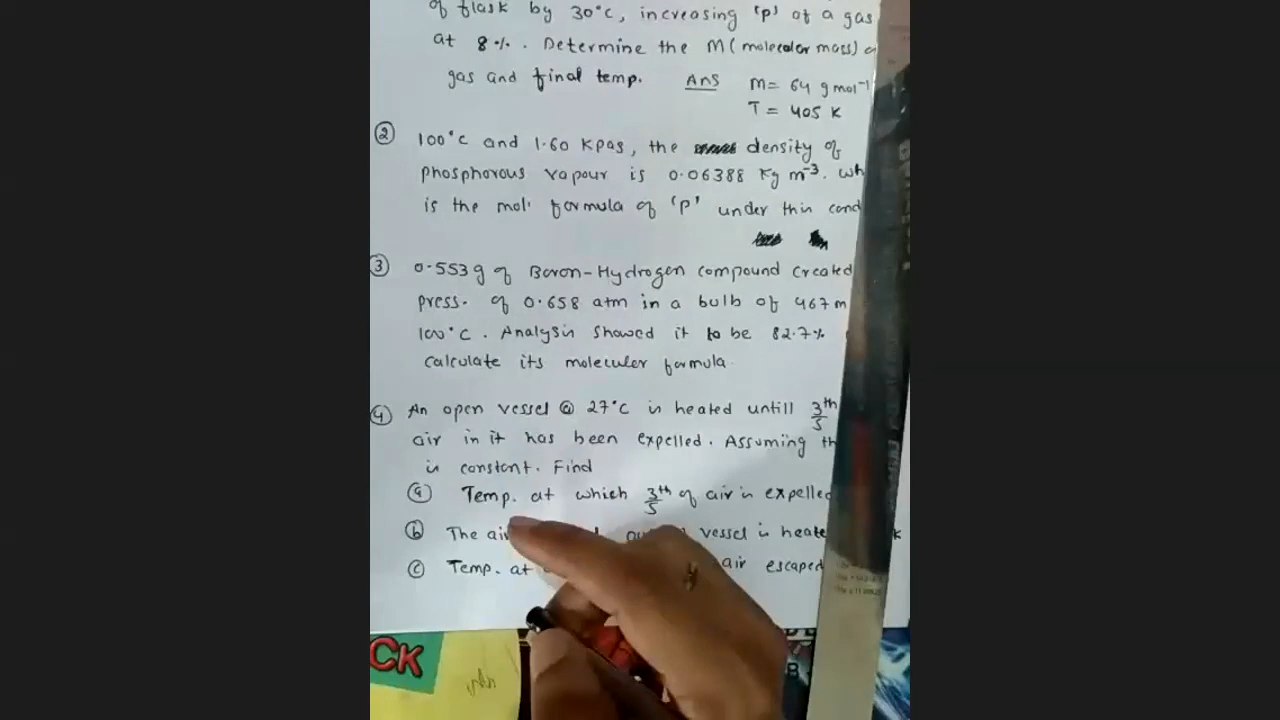 of flask by 30°c, increasing 'p' of a gas
at 8%. Determine the M (molecular mass)
gas and final temp. Ans M = 64 g mol⁻¹
T = 405 K
② 100°c and 1.60 KPas, the density of
phosphorous vapour is 0.06388 Kg m⁻³.
is the mol. formula of 'p' under this cond
③ 0.553 g of Boron-Hydrogen compound created
press. of 0.658 atm in a bulb of 467 m
100°c. Analysis showed it to be 82.7%
calculate its molecular formula.
④ An open vessel @ 27°c is heated untill 3/5th
air in it has been expelled. Assuming th
is constant. Find
ⓐ Temp. at which 3/5th of air is expelled
ⓑ The air vessel is heate k
ⓒ Temp. at air escaped
CK